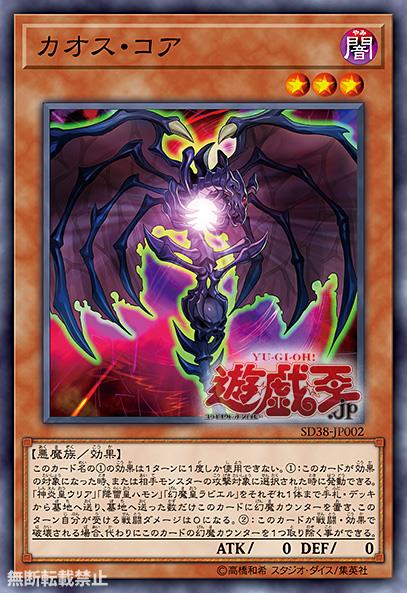 カオス・コア
闇
やみ
YU-GI-OH!
遊戯王
.jp
SD38-JP002
【悪魔族/効果】
このカード名の①の効果は1ターンに1度しか使用できない。①:このカードが効果
の対象になった時、または相手モンスターの攻撃対象に選択された時に発動できる。
「神炎皇ウリア」「降雷皇ハモン」「幻魔皇ラビエル」をそれぞれ1体まで手札・デッキ
から墓地へ送り、墓地へ送った数だけこのカードに幻魔カウンターを置き、この
ターン自分が受ける戦闘ダメージは0になる。②:このカードが戦闘・効果で
破壊される場合、代わりにこのカードの幻魔カウンターを1つ取り除く事ができる。
ATK/ 0 DEF/ 0
無断転載禁止
©高橋和希 スタジオ・ダイス/集英社